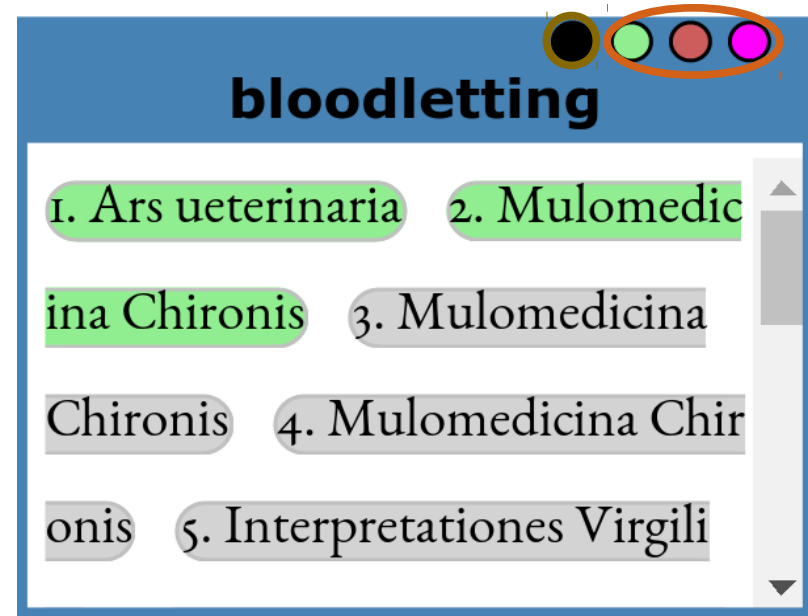 bloodletting
1. Ars ueterinaria 2. Mulomedic
ina Chironis 3. Mulomedicina
Chironis 4. Mulomedicina Chir
onis 5. Interpretationes Virgili